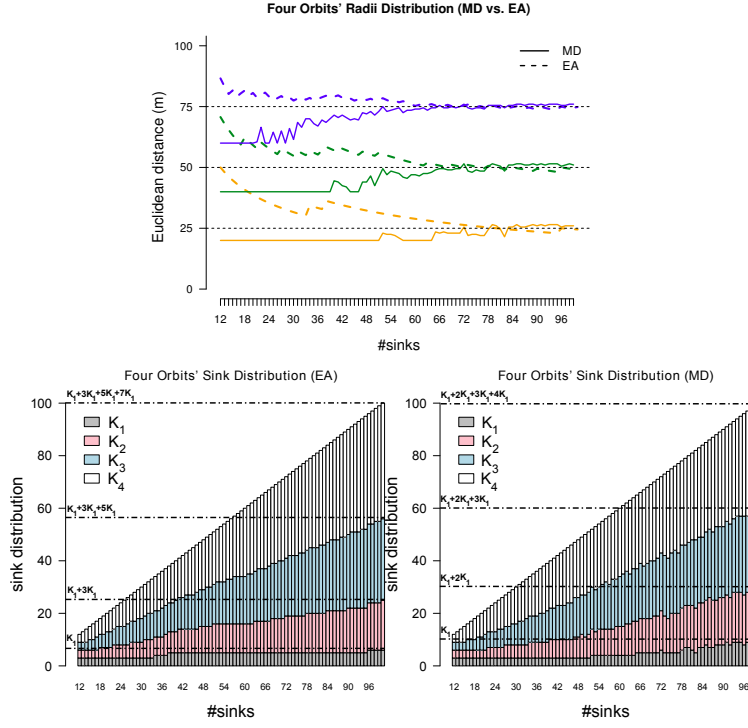 Four Orbits' Radii Distribution (MD vs. EA)
Euclidean distance (m)
100
75
50
25
0
MD
EA
12 18 24 30 36 42 48 54 60 66 72 78 84 90 96
#sinks
Four Orbits' Sink Distribution (EA)
sink distribution
100
80
60
40
20
0
K₁+3K₁+5K₁+7K₁
K₁
K₂
K₃
K₄
K₁+3K₁+5K₁
K₁+3K₁
K₁
12 18 24 30 36 42 48 54 60 66 72 78 84 90 96
#sinks
Four Orbits' Sink Distribution (MD)
sink distribution
100
80
60
40
20
0
K₁+2K₁+3K₁+4K₁
K₁
K₂
K₃
K₄
K₁+2K₁+3K₁
K₁+2K₁
K₁
12 18 24 30 36 42 48 54 60 66 72 78 84 90 96
#sinks